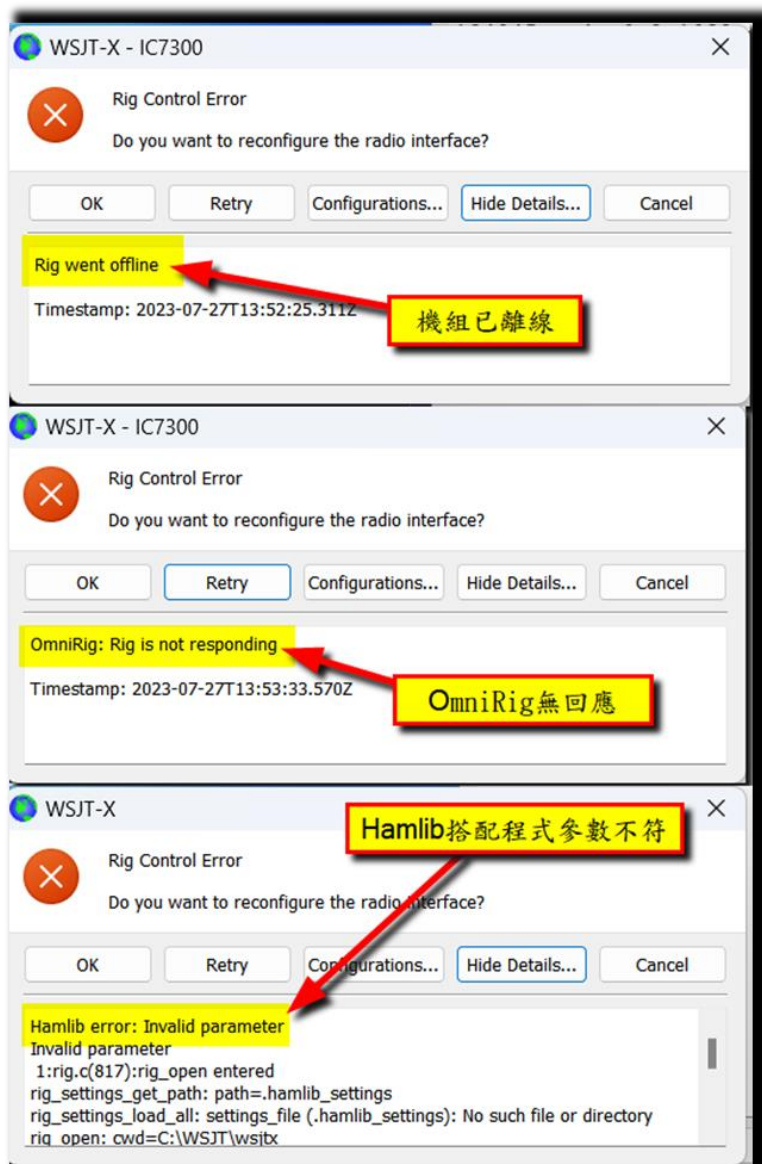 WSJT-X - IC7300
Rig Control Error
Do you want to reconfigure the radio interface?
OK Retry Configurations... Hide Details... Cancel
Rig went offline
Timestamp: 2023-07-27T13:52:25.311Z
機組已離線
WSJT-X - IC7300
Rig Control Error
Do you want to reconfigure the radio interface?
OK Retry Configurations... Hide Details... Cancel
OmniRig: Rig is not responding
Timestamp: 2023-07-27T13:53:33.570Z
OmniRig無回應
WSJT-X
Hamlib搭配程式參數不符
Rig Control Error
Do you want to reconfigure the radio interface?
OK Retry Configurations... Hide Details... Cancel
Hamlib error: Invalid parameter
Invalid parameter
1:rig.c(817):rig_open entered
rig_settings_get_path: path=.hamlib_settings
rig_settings_load_all: settings_file (.hamlib_settings): No such file or directory
rig_open: cwd=C:\WSJT\wsjtx